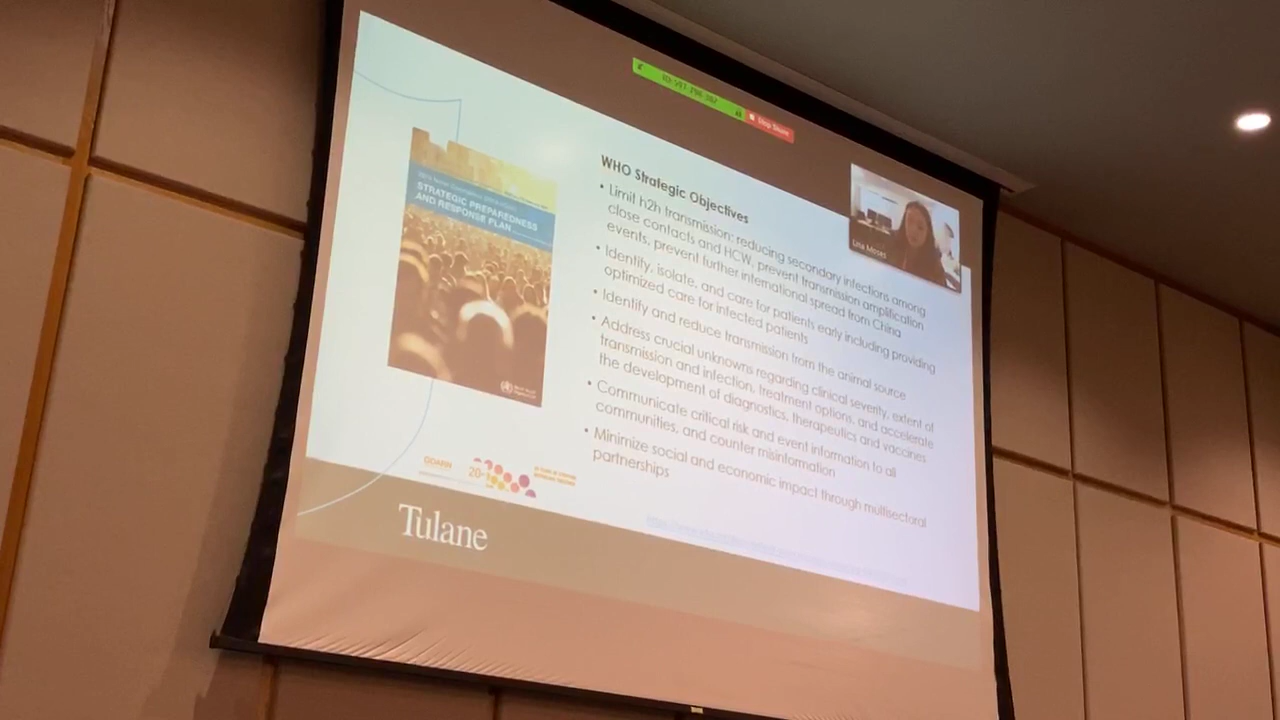 Stop Share
Lina Moses
STRATEGIC PREPAREDNESS
AND RESPONSE PLAN
WHO Strategic Objectives
• Limit h2h transmission: reducing secondary infections among
close contacts and HCW, prevent transmission amplification
events, prevent further international spread from China
• Identify, isolate, and care for patients early including providing
optimized care for infected patients
• Identify and reduce transmission from the animal source
• Address crucial unknowns regarding clinical severity, extent of
transmission and infection, treatment options, and accelerate
the development of diagnostics, therapeutics and vaccines
• Communicate critical risk and event information to all
communities, and counter misinformation
• Minimize social and economic impact through multisectoral
partnerships
GOARN
Tulane